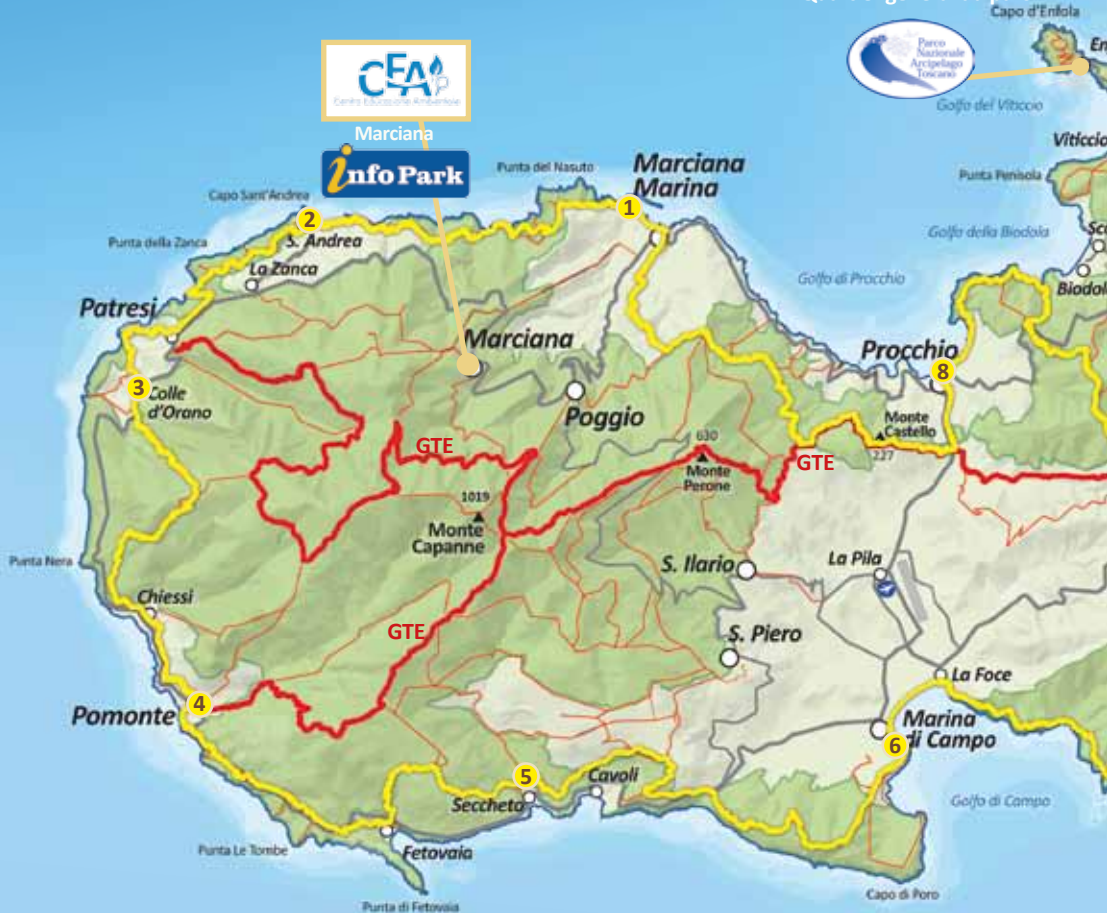 Capo d'Enfola
Parco
Nazionale
Arcipelago
Toscano
En
CEA
Centro Educazione Ambientale
Golfo del Viticcio
Marciana
Viticcio
info Park
Punta del Nasuto
Marciana
Marina
Punta Penisola
Capo Sant'Andrea
1
2
S. Andrea
Golfo della Biodola
Sca
Punta della Zanca
La Zanca
Golfo di Procchio
Biodola
Patresi
Marciana
Procchio
8
3
Colle
d'Orano
Poggio
Monte
Castello
227
GTE
630
Monte
Perone
GTE
1019
Monte
Capanne
Punta Nera
S. Ilario
La Pila
Chiessi
GTE
S. Piero
La Foce
4
Pomonte
Marina
di Campo
6
5
Seccheto
Cavoli
Golfo di Campo
Punta Le Tombe
Fetovaia
Capo di Poro
Punta di Fetovaia